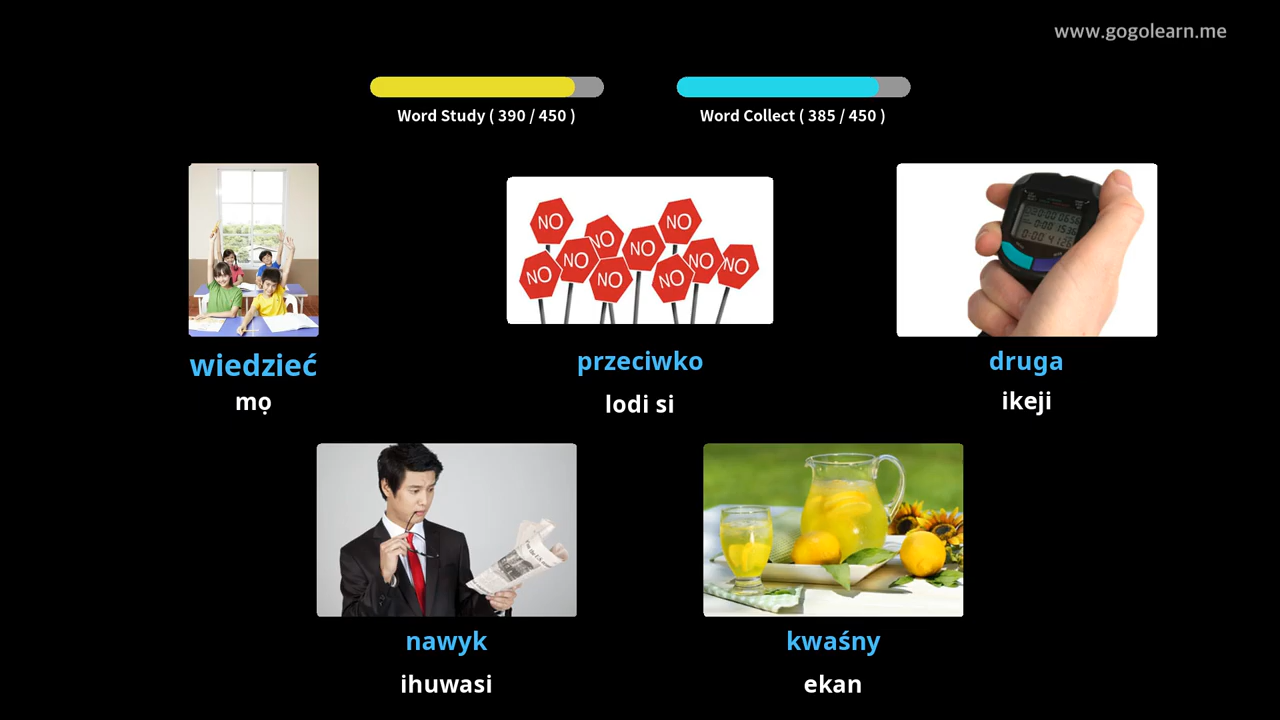 www.gogolearn.me
Word Study ( 390 / 450 )
Word Collect ( 385 / 450 )
NO
NO
NO
NO
NO
NO
NO
NO
NO
NO
wiedzieć
mọ
przeciwko
lodi si
druga
ikeji
nawyk
ihuwasi
kwaśny
ekan